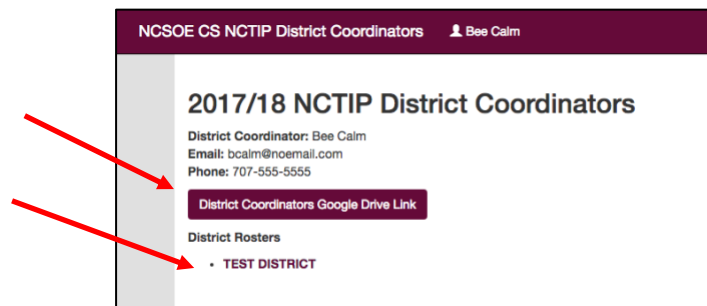 NCSOE CS NCTIP District Coordinators Bee Calm
2017/18 NCTIP District Coordinators
District Coordinator: Bee Calm
Email: bcalm@noemail.com
Phone: 707-555-5555
District Coordinators Google Drive Link
District Rosters
• TEST DISTRICT